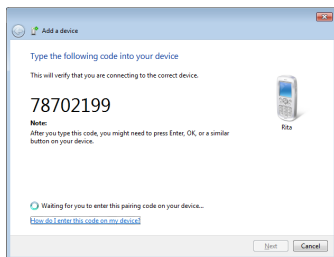 Add a device
Type the following code into your device
This will verify that you are connecting to the correct device.
78702199
Note:
After you type this code, you might need to press Enter, OK, or a similar
button on your device.
Rita
Waiting for you to enter this pairing code on your device...
How do I enter this code on my device?
Next Cancel